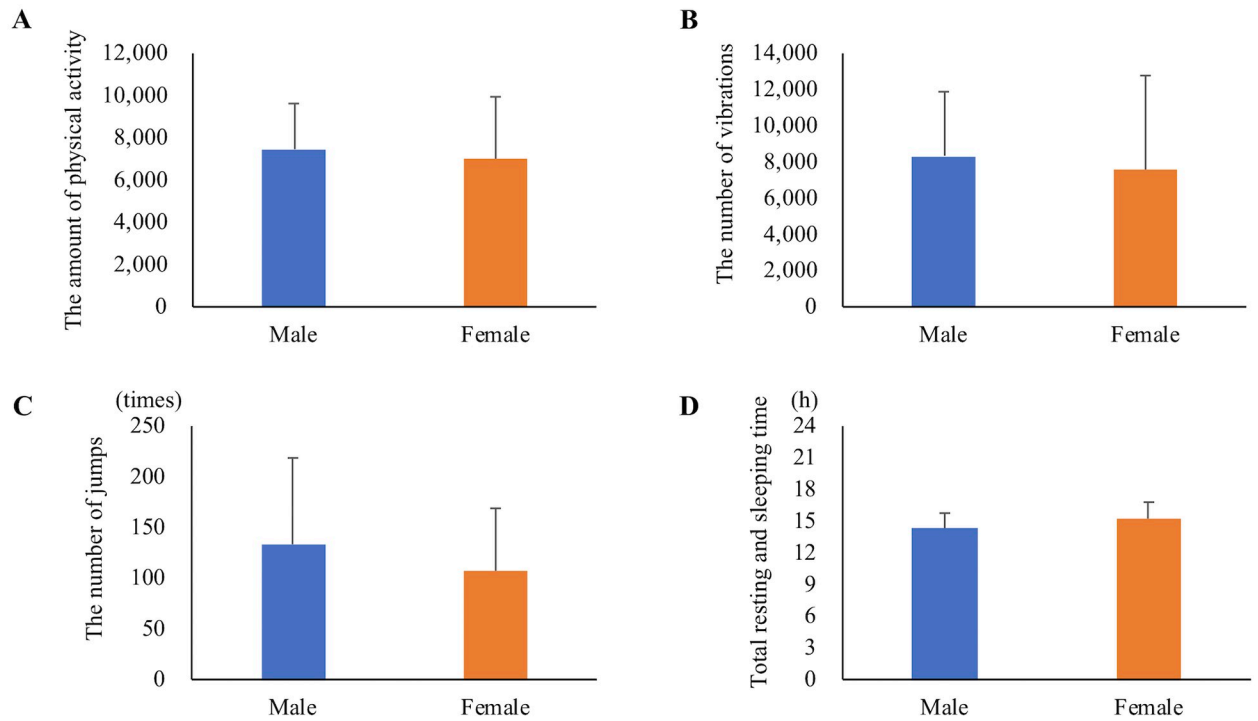 A
The amount of physical activity
12,000
10,000
8,000
6,000
4,000
2,000
0
Male
Female
B
The number of vibrations
14,000
12,000
10,000
8,000
6,000
4,000
2,000
0
Male
Female
C
(times)
The number of jumps
250
200
150
100
50
0
Male
Female
D
(h)
Total resting and sleeping time
24
21
18
15
12
9
6
3
0
Male
Female